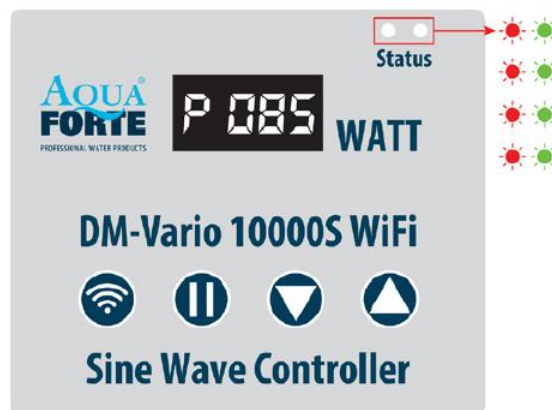 Status
AQUA®
FORTE
PROFESSIONAL WATER PRODUCTS
P 085
WATT
DM-Vario 10000S WiFi
Sine Wave Controller